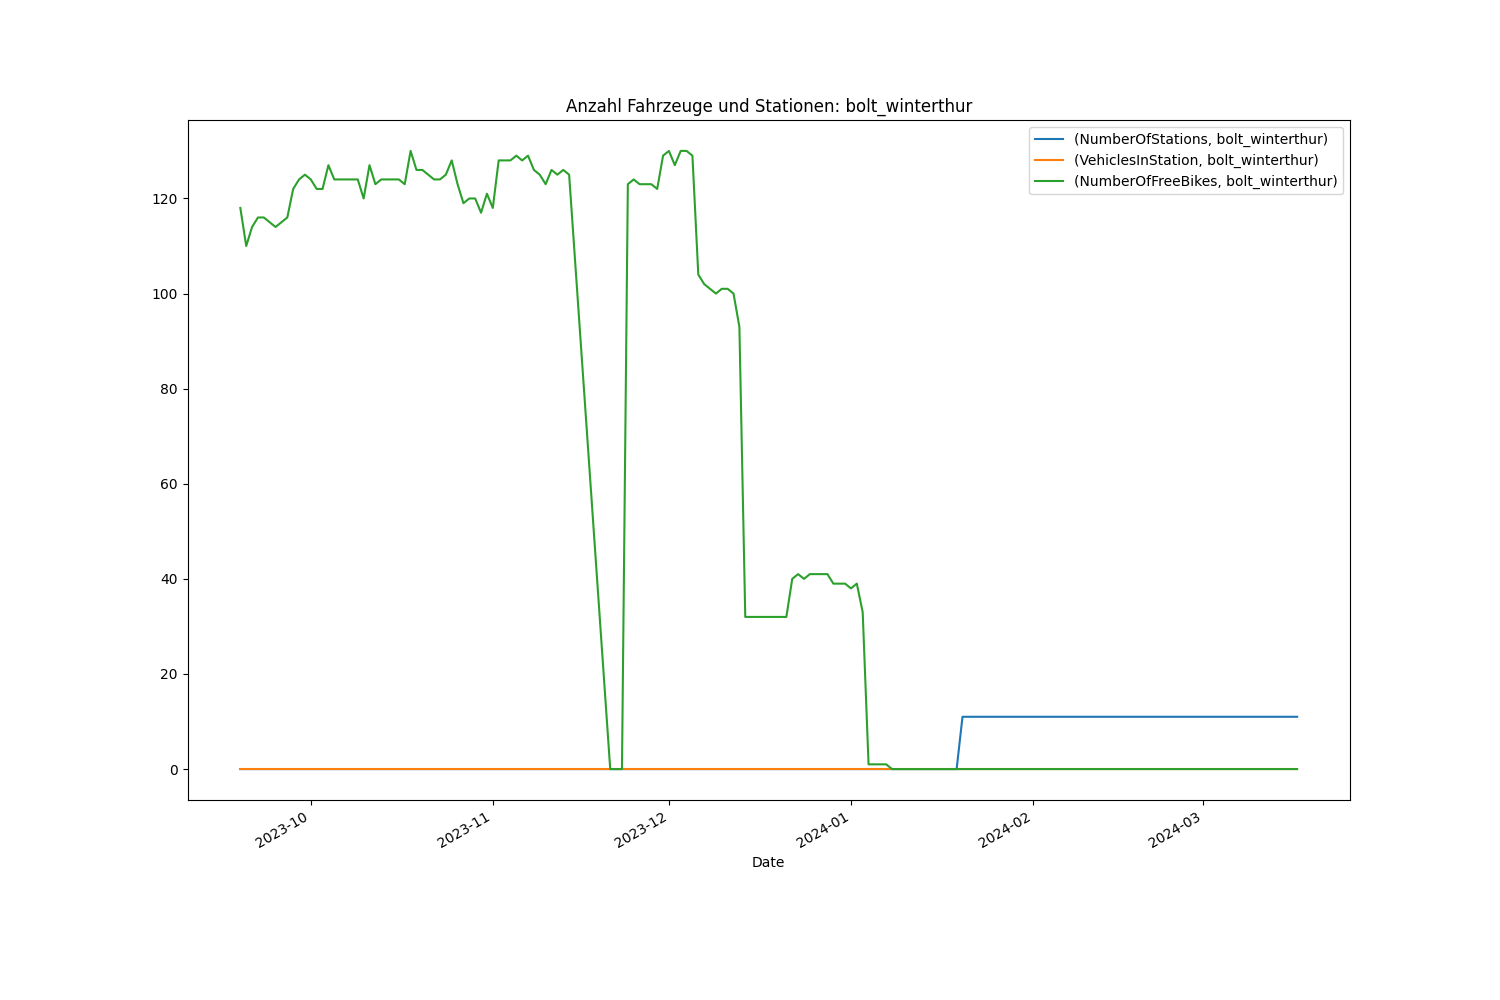 Anzahl Fahrzeuge und Stationen: bolt_winterthur
(NumberOfStations, bolt_winterthur)
(VehiclesInStation, bolt_winterthur)
(NumberOfFreeBikes, bolt_winterthur)
120
100
80
60
40
20
0
2023-10
2023-11
2023-12
2024-01
2024-02
2024-03
Date